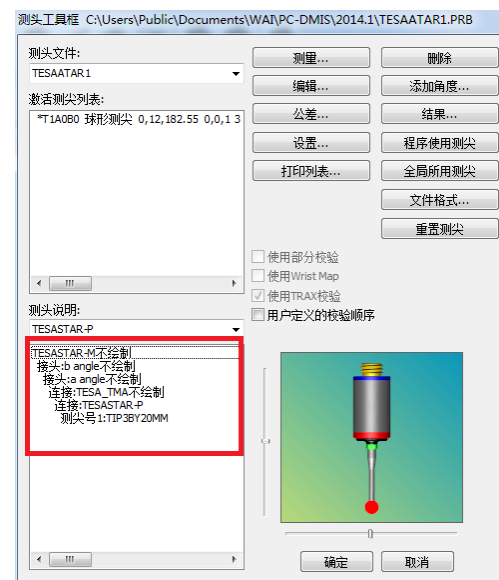 测头工具框 C:\Users\Public\Documents\WAI\PC-DMIS\2014.1\TESAATAR1.PRB
测头文件:
TESAATAR1
激活测尖列表:
*T1A0B0 球形测尖 0,12,182.55 0,0,1 3
测量...
删除
编辑...
添加角度...
公差...
结果...
设置...
程序使用测尖
打印列表...
全局所用测尖
文件格式...
重置测尖
使用部分校验
使用Wrist Map
使用TRAX校验
用户定义的校验顺序
测头说明:
TESASTAR-P
TESASTAR-M不绘制
接头:b angle不绘制
接头:a angle不绘制
连接:TESA_TMA不绘制
连接:TESASTAR-P
测尖号1:TIP3BY20MM
确定
取消